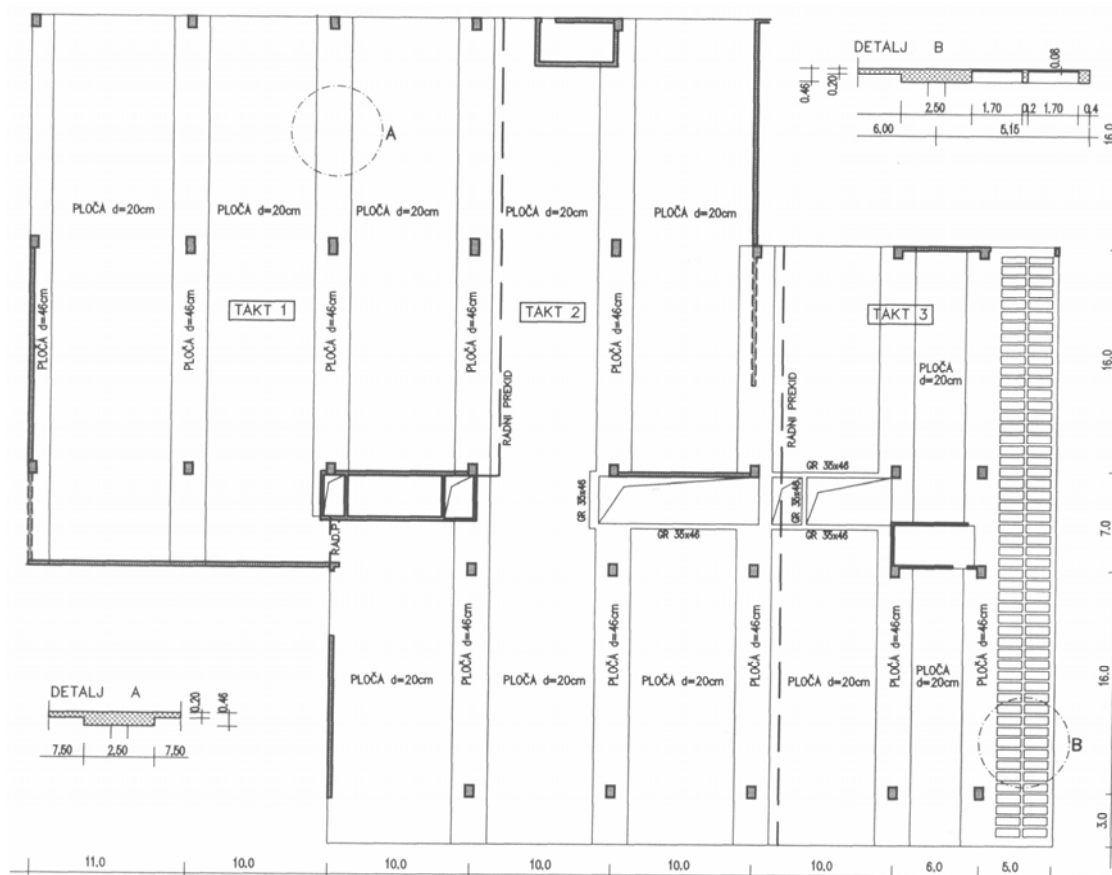 DETALJ B
0.08
0.46
0.20
2.50
1.70
0.2
1.70
0.4
6.00
5.15
16.0
A
PLOČA d=20cm
PLOČA d=20cm
PLOČA d=20cm
PLOČA d=20cm
PLOČA d=20cm
PLOČA d=46cm
PLOČA d=46cm
PLOČA d=46cm
PLOČA d=46cm
PLOČA d=46cm
TAKT 1
TAKT 2
TAKT 3
RADNI PREKID
RADNI PREKID
PLOČA
d=20cm
16.0
GR 35x46
GR 35x46
GR 35x46
GR 35x46
GR 35x46
RAD.P.
7.0
PLOČA d=46cm
PLOČA d=46cm
PLOČA d=46cm
PLOČA d=46cm
PLOČA d=46cm
PLOČA d=20cm
PLOČA d=20cm
PLOČA d=20cm
PLOČA d=20cm
PLOČA
d=20cm
16.0
DETALJ A
0.20
0.46
7.50
2.50
7.50
B
3.0
11.0
10.0
10.0
10.0
10.0
10.0
6.0
5.0